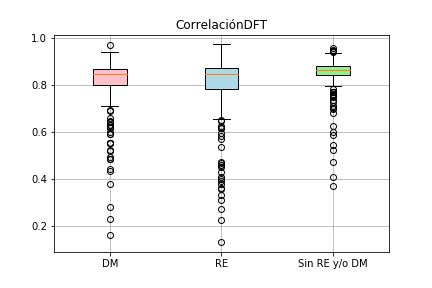 CorrelaciónDFT
1.0
0.8
0.6
0.4
0.2
DM
RE
Sin RE y/o DM